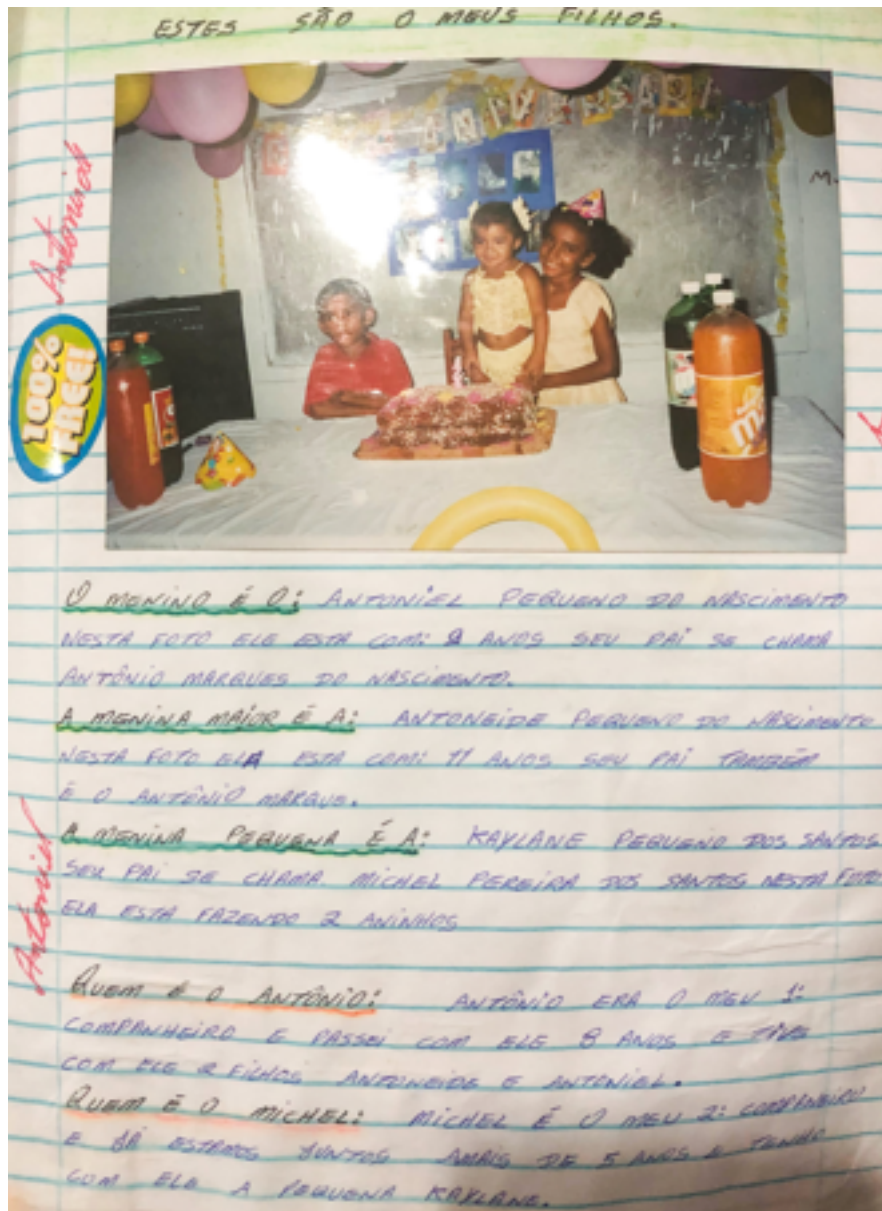 ESTES SÃO O MEUS FILHOS.
ANIVERSARI
M.
Antoniel
100%
FREE!
O MENINO É O: ANTONIEL PEQUENO DO NASCIMENTO
NESTA FOTO ELE ESTA COM: ANOS SEU PAI SE CHAMA
ANTÔNIO MARQUES DO NASCIMENTO.
A MENINA MAIOR É A: ANTONEIDE PEQUENO DO NASCIMENTO
NESTA FOTO ELA ESTA COM: 11 ANOS SEU PAI TAMBÉM
É O ANTÔNIO MARQUE.
A MENINA PEQUENA É A: KAYLANE PEQUENO DOS SANTOS
SEU PAI SE CHAMA MICHEL PEREIRA DOS SANTOS NESTA FOTO
ELA ESTA FAZENDO 2 ANINHOS
Antoniel
QUEM É O ANTÔNIO: ANTÔNIO ERA O MEU 1:
COMPANHEIRO E PASSEI COM ELE 8 ANOS E TIVE
COM ELE 2 FILHOS ANTONEIDE E ANTONIEL.
QUEM É O MICHEL: MICHEL É O MEU 2: COMPANHEIRO
E JÁ ESTAMOS JUNTOS AMAIS DE 5 ANOS E TENHO
COM ELE A PEQUENA KAYLANE.